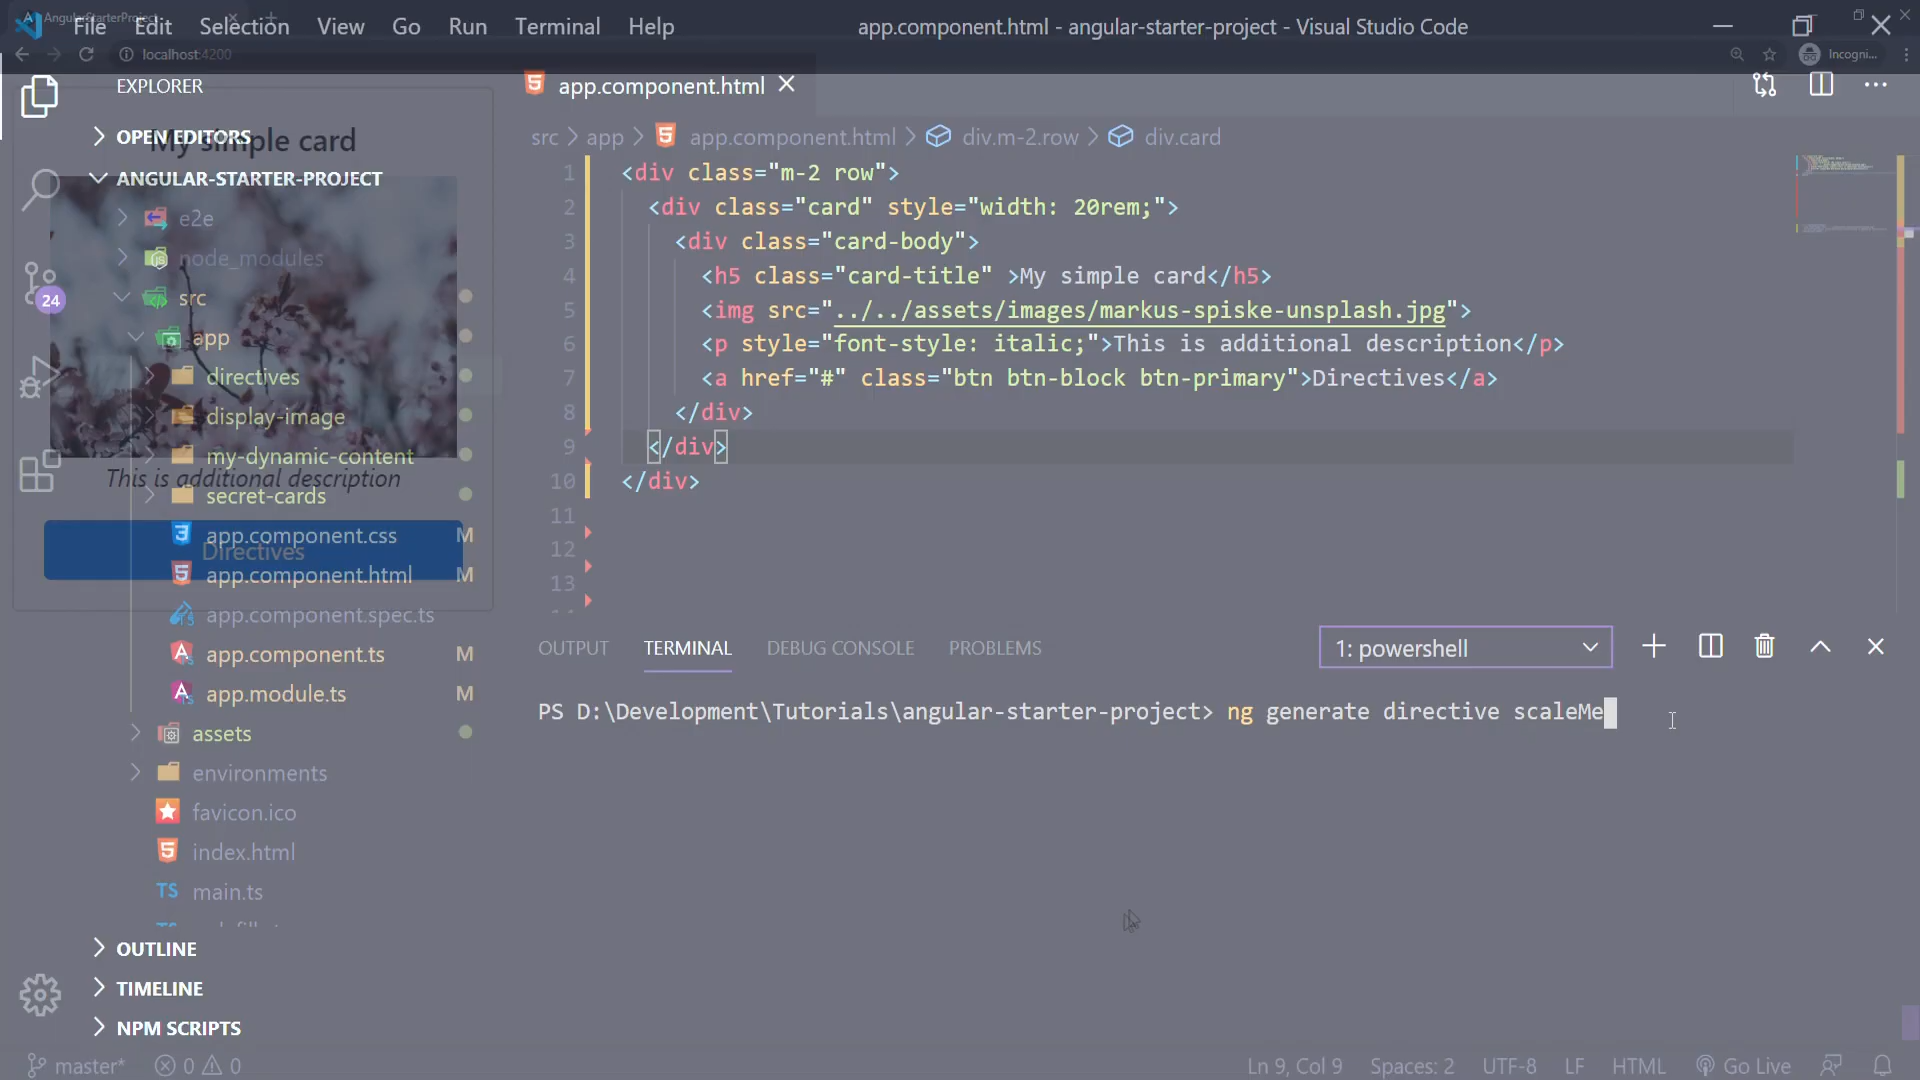 AngularStarterProject
File Edit Selection View Go Run Terminal Help
app.component.html - angular-starter-project - Visual Studio Code
localhost:4200
Incogni...
EXPLORER
app.component.html
OPEN EDITORS
My simple card
src > app > app.component.html > div.m-2.row > div.card
ANGULAR-STARTER-PROJECT
e2e
node_modules
src
24
app
directives
display-image
my-dynamic-content
This is additional description
secret-cards
app.component.css M
Directives
app.component.html M
app.component.spec.ts
app.component.ts M
app.module.ts M
assets
environments
favicon.ico
index.html
TS main.ts
OUTLINE
TIMELINE
NPM SCRIPTS
1 <div class="m-2 row">
2 <div class="card" style="width: 20rem;">
3 <div class="card-body">
4 <h5 class="card-title" >My simple card</h5>
5 <img src="../../assets/images/markus-spiske-unsplash.jpg">
6 <p style="font-style: italic;">This is additional description</p>
7 <a href="#" class="btn btn-block btn-primary">Directives</a>
8 </div>
9 </div>
10 </div>
11
12
13
OUTPUT TERMINAL DEBUG CONSOLE PROBLEMS 1: powershell
PS D:\Development\Tutorials\angular-starter-project> ng generate directive scaleMe
master* 0 0 Ln 9, Col 9 Spaces: 2 UTF-8 LF HTML Go Live